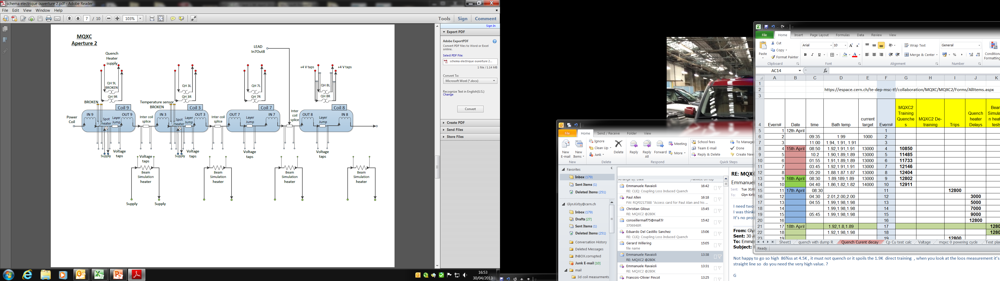 schema electrique ouverture 2.pdf - Adobe Reader
File Edit View Window Help
7 / 10 103%
Tools Sign Comment
Sign In
Export PDF
Adobe ExportPDF
Convert PDF files to Word or Excel
online.
Select PDF File:
schema electrique ouverture 2...
1 file / 1.14 MB
Convert To:
Microsoft Word (*.docx)
Recognize Text in English(U.S.)
Change
Convert
Create PDF
Send Files
Store Files
MQXC
Aperture 2
LEAD
In7Out8
Quench
Heater
supply
+4 V taps
+4 V taps
QH 9L
BROKEN
QH 9R
QH 3L
QH 3R
QH 7L
QH 7R
QH 8L
QH 8R
BROKEN
Temperature sensor
BROKEN
Coil 9
Coil 3
Coil 7
Coil 8
Power
Coil
IN 9
Spot
heater
Layer
Jump
OUT 9
Inter coil
splice
IN 3
Spot
heater
Layer
Jump
OUT 3
Inter coil
splice
OUT 7
Layer
Jump
IN 7
Inter
coil
splice
OUT 8
Layer
Jump
IN 8
Supply
Voltage
taps
Voltage
taps
Supply
Voltage
taps
Voltage
taps
Voltage
taps
Beam
Simulation
heater
Beam
Simulation
heater
Beam
Simulation
heater
Beam
Simulation
heater
Supply Supply
16:53
30/04/2013
File Home Send / Receive Folder View
New
E-mail
New
Items
New
Ignore
Clean Up
Junk
Delete
Delete
Reply
Reply
All
Forward
Meeting
More
Respond
School fees
Team E-mail
Reply & Delete
To Manage
Done
Create New
Quick Steps
Favorites
Inbox (179)
Sent Items (1)
Deleted Items (251)
Glyn.Kirby@cern.ch
Inbox (179)
Drafts [27]
Sent Items (1)
Deleted Items (251)
Conversation History
Deleted Messages
INBOX.corrupted
Junk E-mail [10]
mail
3d coil measurments
Arrange By: Date Newest on top
Emmanuele Ravaioli 16:42
RE: CLIQ: Coupling Loss Induced Quench
Paul Allen 16:18
FW: RQF0217588 "Access card for Paul Alan and his ...
Christian Giloux 15:45
RE: MQXC2 @280K
conseillermaif75@maif.fr 15:42
3706948R
Eduardo Del Castillo Sanchez 15:06
RE: CLIQ: Coupling Loss Induced Quench
Gerard Willering 15:05
file name
Emmanuele Ravaioli 13:38
RE: MQXC2 @280K
Emmanuele Ravaioli 13:31
RE: MQXC2 @280K
Francois-Olivier Pincot 13:25
RE: MQX
Emmanue
Sent: Tue 30/
To: Glyn Kir
I need two
I was think
It's no pro
From: Gly
Sent: 30
To: Emma
Subject:
Not happy to go so high 86%ss at 4.5K , it must not quench or it spoils the 1.9K direct training , when you look at the loos measurement it's
straight line so do you need the very high value. ?
G
File Home Insert Page Layout Formulas Data Review View
Paste
Cut
Copy
Format Painter
Clipboard
Arial 10
B I U
Font
Wrap Text
Merge & Center
Alignment
General
Number
Conditiona
Formatting
AC14 fx
A B C D E F G H I J K
1
2 https://espace.cern.ch/te-dep-msc-tf/collaboration/MQXC/MQXC2/Forms/AllItems.aspx
3
4 Evern# Date time Bath temp current target Evern# MQXC2 Training Quenche s MQXC2 De-training Trips Quench heater Delays Bean Simula n heat tests
5 1 12th April 1
6 2 09:35 1.99 1000 2
7 3 11:00 1.94, 1.91, 1.91 3
8 4 15th April 08:50 1.92,1.91,1.91 13000 4 10850
9 5 10.2 1.90,1.89,1.89 13000 5 11485
10 6 01:55 1.91,1.89,1.89 13000 6 11733
11 7 03:45 1.92,1.91,1.91 13000 7 12146
12 8 05:20 1.88.1.87.1.87 13000 8 12404
13 9 16th April 08:30 1.89,189,1.89 13000 9 12802
14 10 04:40 1.86,1.82,1.82 14000 10 12911
15 11 17th April 08:30 11 12800
16 12 04:30 2.01,2.00,2.00 12 3000
17 13 04:55 1.99,1.98,1.98 13 5000
18 14 1.99,1.98,1.98 14 7000
19 15 05:45 1.99,1.98,1.98 15 9000
20 16 16 12800
21 17 18th April 1.92,1.8,1.89 17 1280
22 18 1.92,1.98,1.98 18 1280
23 19 19 12800
Sheet1 quench with dump R Quench Curent decay Cp Cu test calc Valtage mqxc 0 powering cycle Test pla
Ready